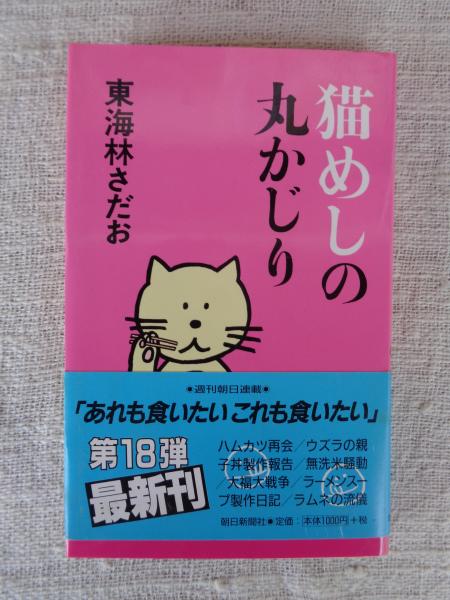 猫めしの
丸かじり
東海林さだお
●週刊朝日連載●
「あれも食いたい これも食いたい」
第18弾
最新刊
ハムカツ再会/ウズラの親
子丼製作報告/無洗米騒動
/大福大戦争/ラーメンスー
プ製作日記/ラムネの流儀
朝日新聞社●定価:本体1000円+税